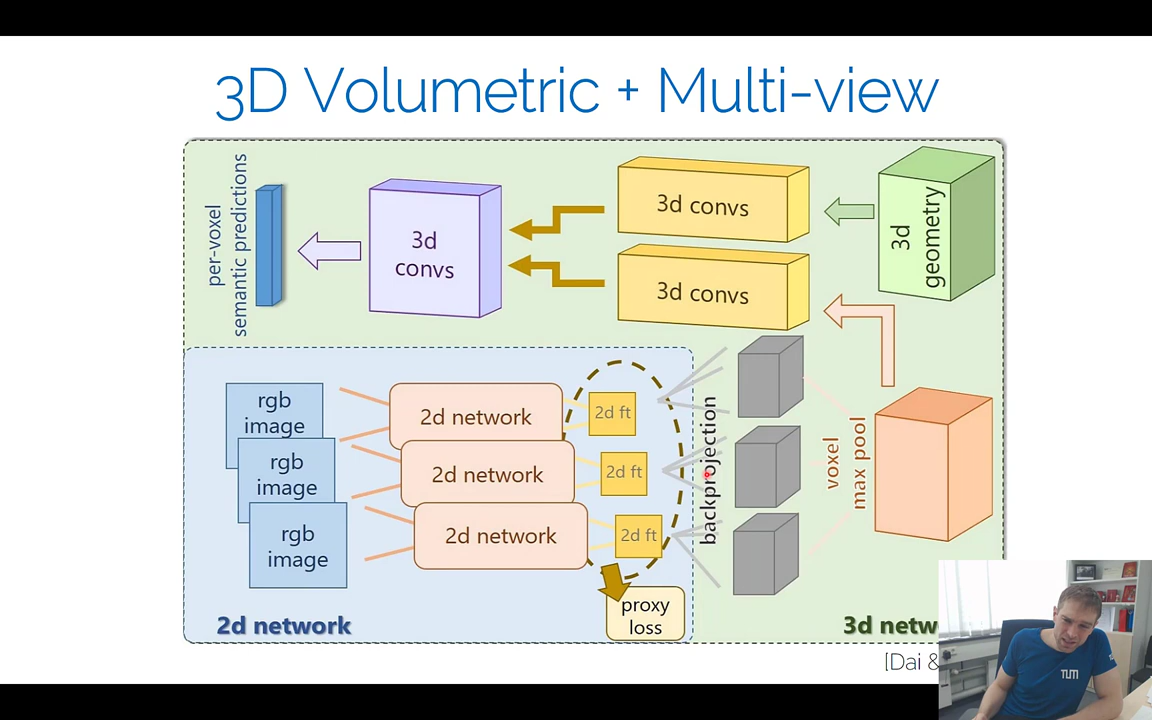 3D Volumetric + Multi-view
per-voxel
semantic predictions
3d
convs
3d convs
3d convs
3d
geometry
rgb
image
rgb
image
rgb
image
2d network
2d network
2d network
2d ft
2d ft
2d ft
backprojection
voxel
max pool
proxy
loss
2d network
3d netw
[Dai &
TUM